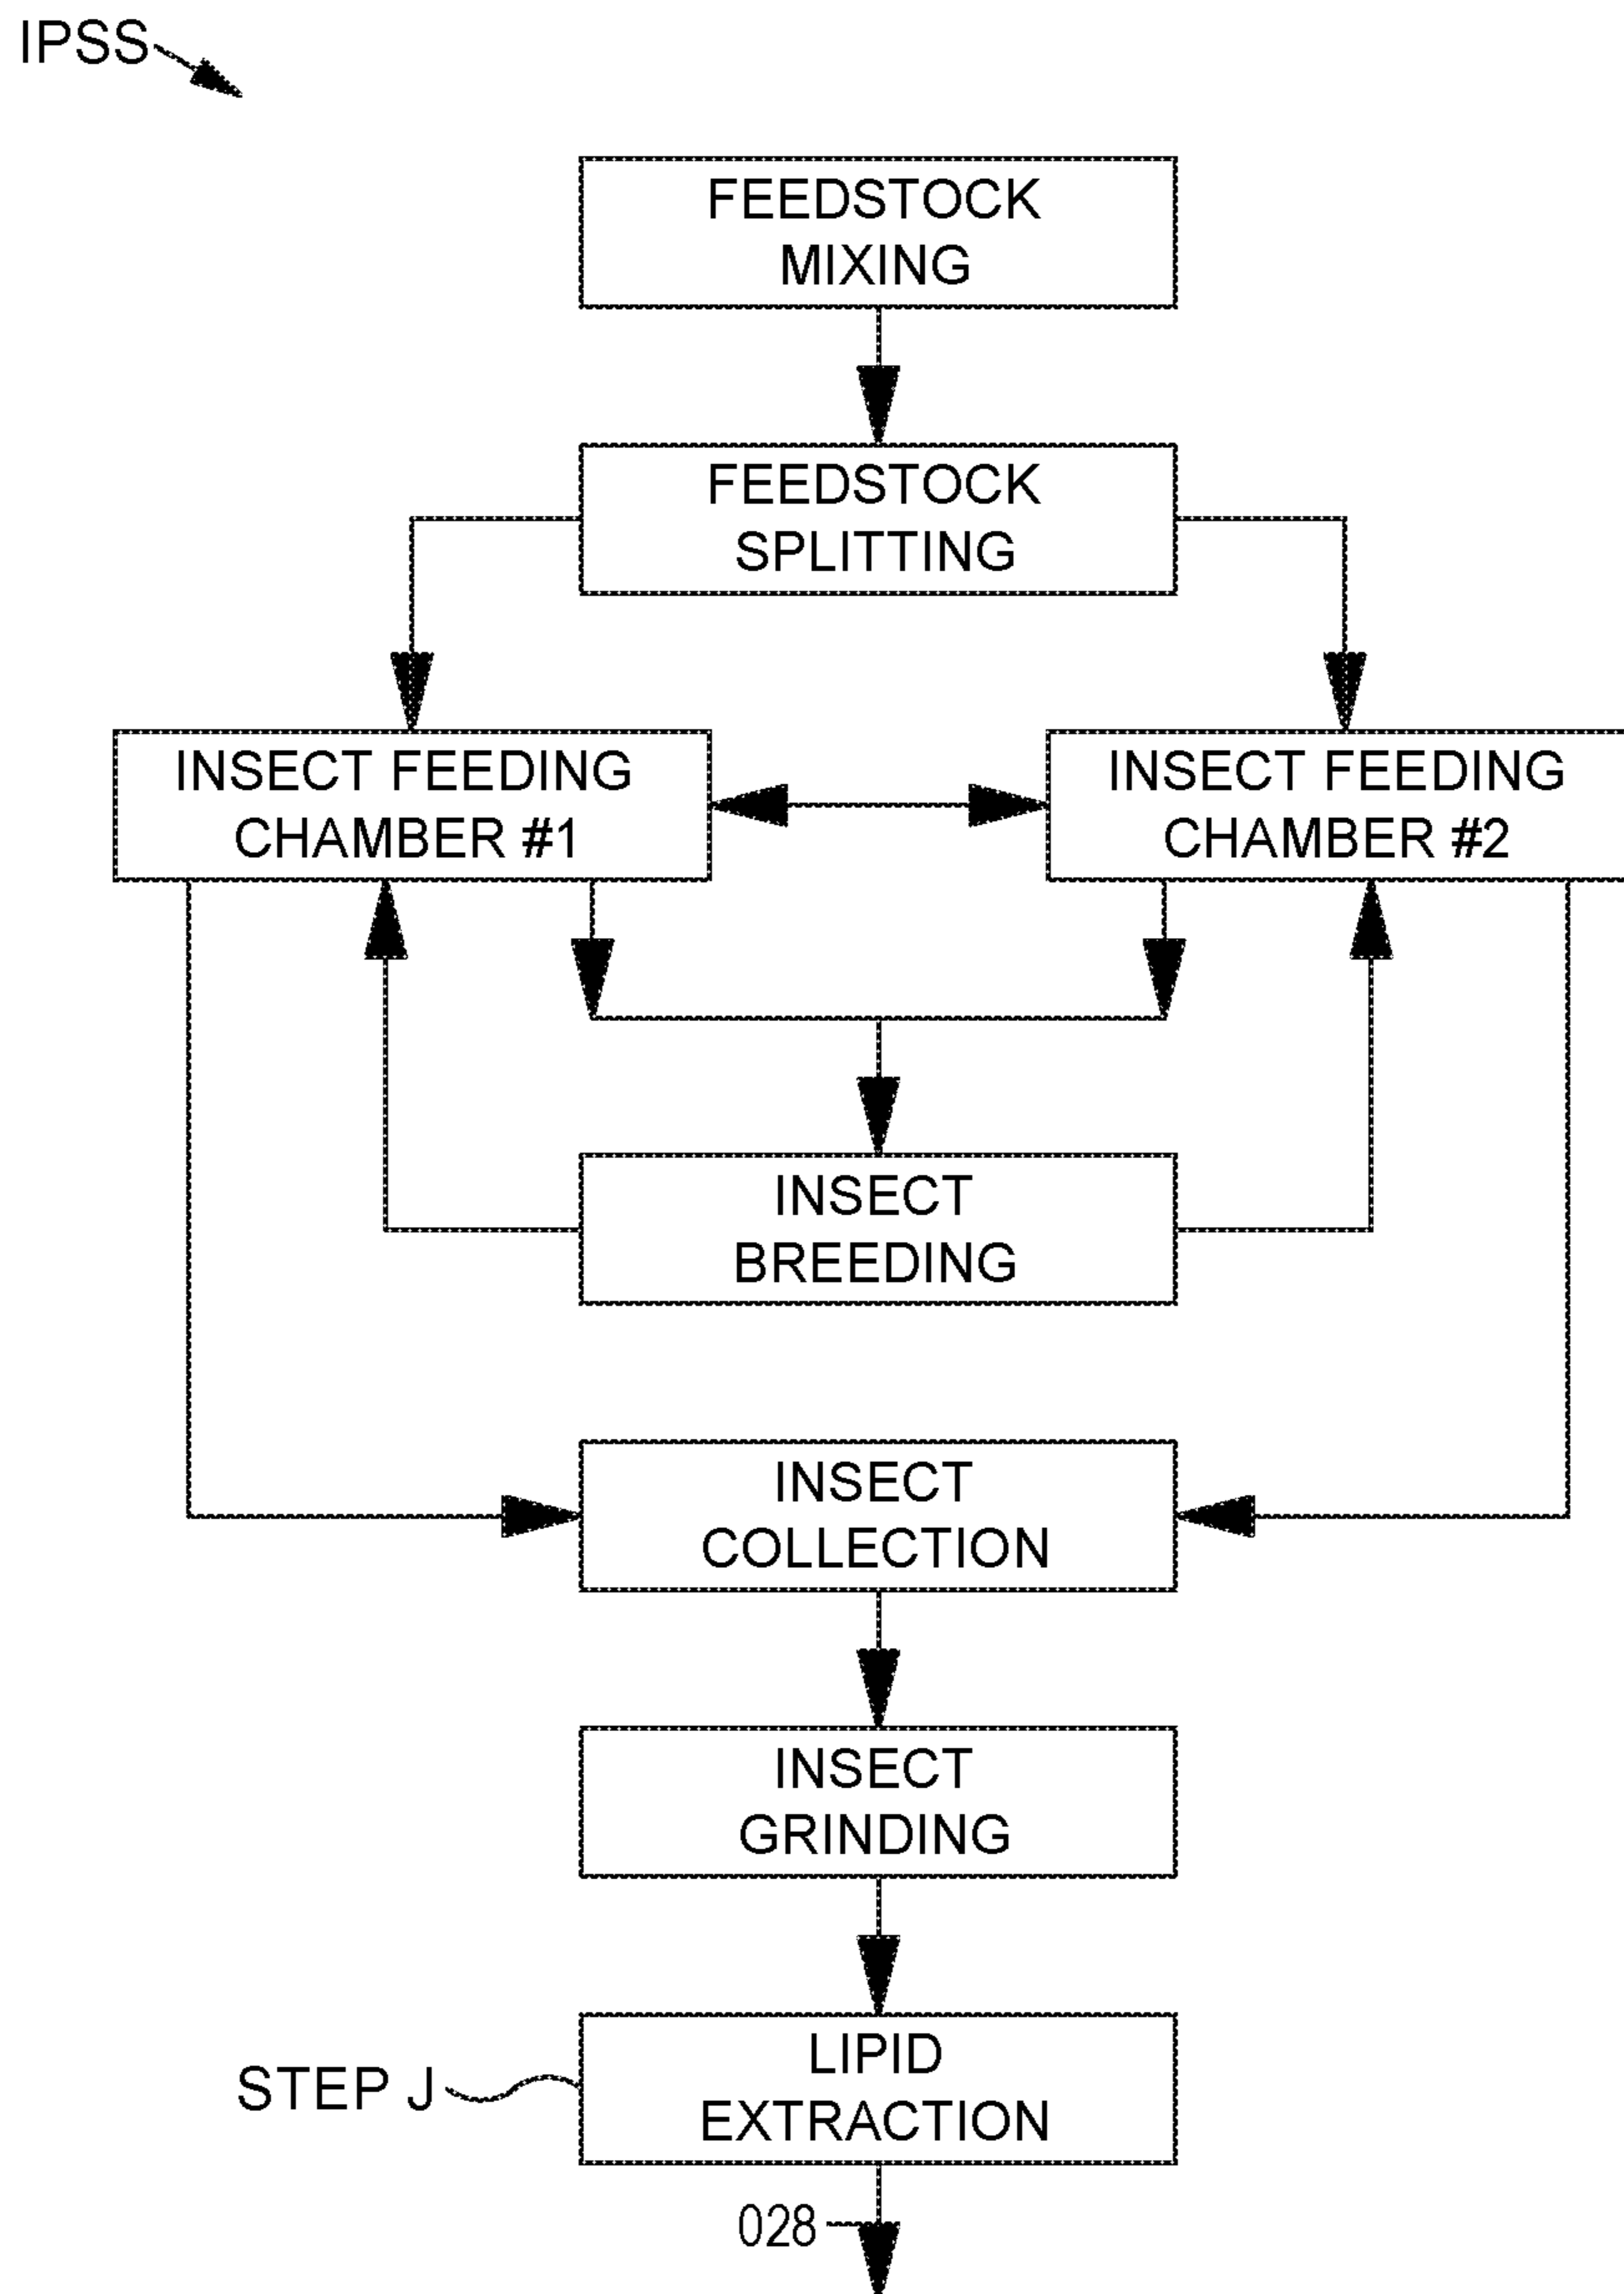 IPSS
FEEDSTOCK
MIXING
FEEDSTOCK
SPLITTING
INSECT FEEDING
CHAMBER #1
INSECT FEEDING
CHAMBER #2
INSECT
BREEDING
INSECT
COLLECTION
INSECT
GRINDING
LIPID
EXTRACTION
STEP J
028